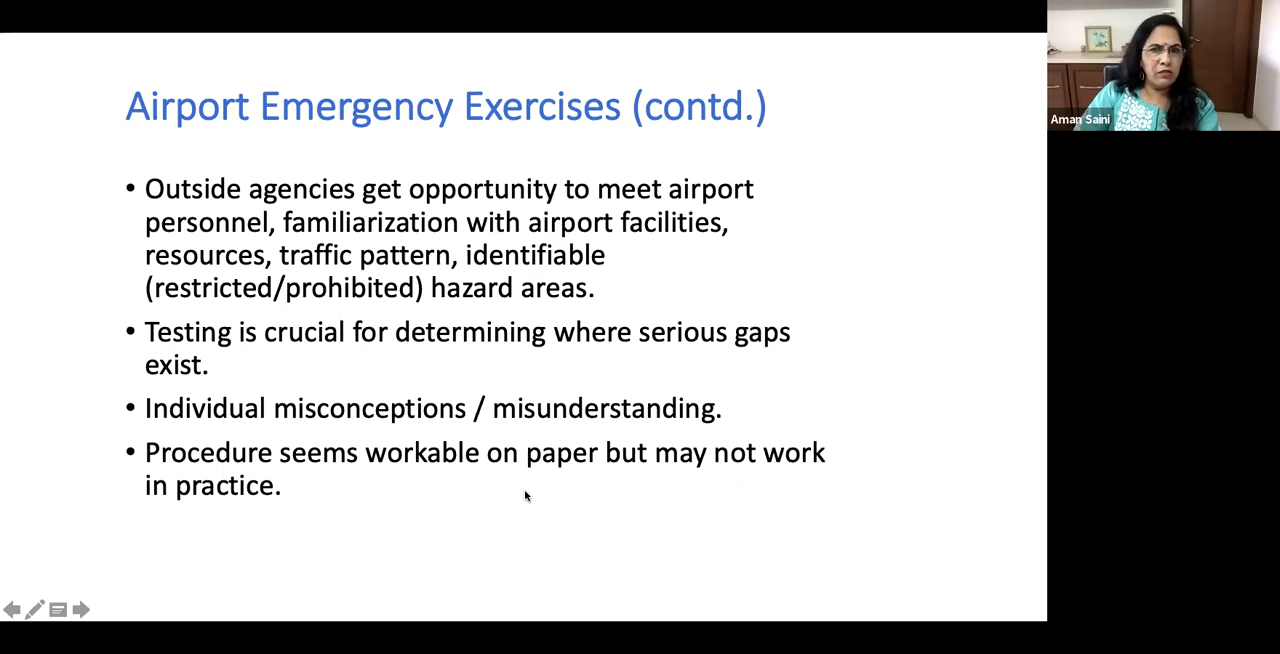 Airport Emergency Exercises (contd.)
• Outside agencies get opportunity to meet airport
personnel, familiarization with airport facilities,
resources, traffic pattern, identifiable
(restricted/prohibited) hazard areas.
• Testing is crucial for determining where serious gaps
exist.
• Individual misconceptions / misunderstanding.
• Procedure seems workable on paper but may not work
in practice.
Aman Saini